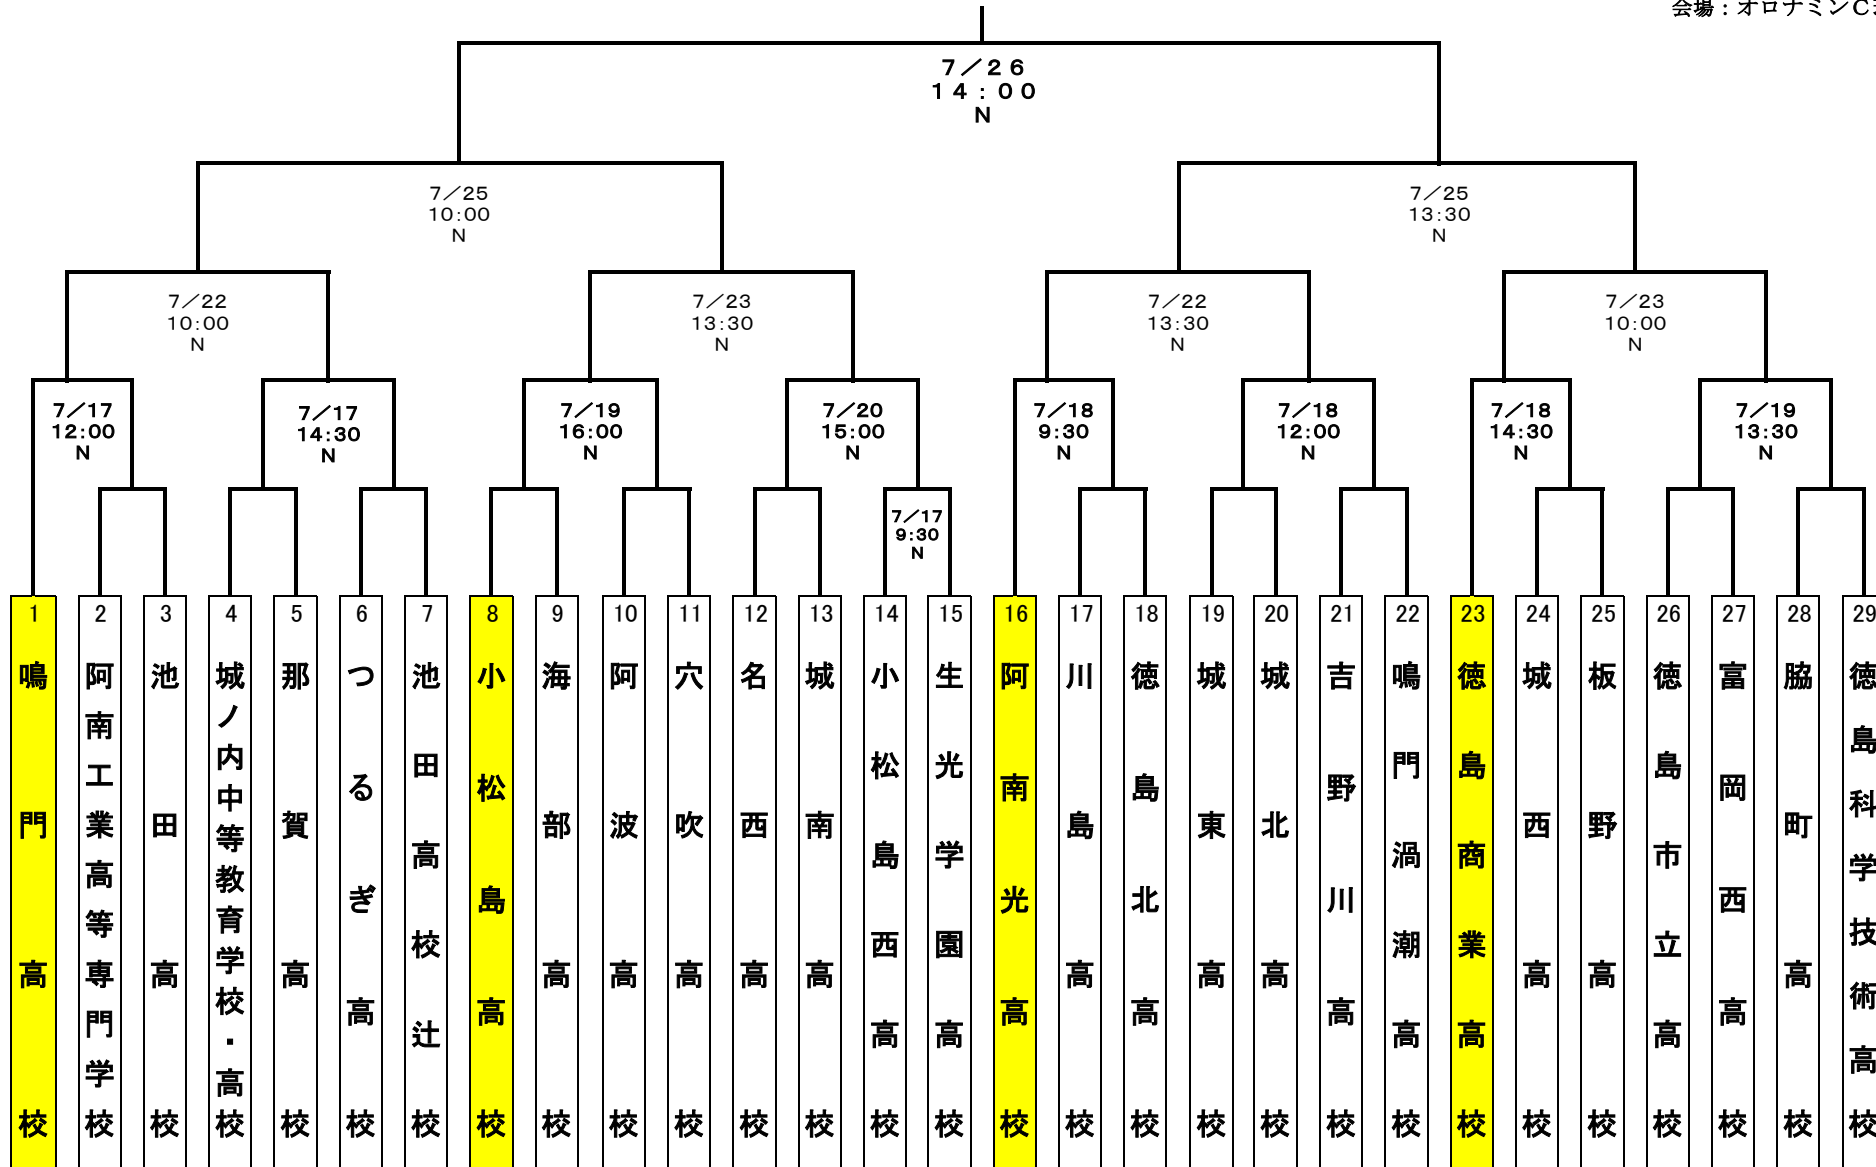 会場：オロナミンC
7／26
14：00
N
7／25
10:00
N
7／25
13:30
N
7／22
10:00
N
7／23
13:30
N
7／22
13:30
N
7／23
10:00
N
7／17
12:00
N
7／17
14:30
N
7／19
16:00
N
7／20
15:00
N
7／18
9:30
N
7／18
12:00
N
7／18
14:30
N
7／19
13:30
N
7／17
9:30
N
1
鳴門高校
2
阿南工業高等専門学校
3
池田高校
4
城ノ内中等教育学校・高校
5
那賀高校
6
つるぎ高校
7
池田高校辻校
8
小松島高校
9
海部高校
10
阿波高校
11
穴吹高校
12
名西高校
13
城南高校
14
小松島西高校
15
生光学園高校
16
阿南光高校
17
川島高校
18
徳島北高校
19
城東高校
20
城北高校
21
吉野川高校
22
鳴門渦潮高校
23
徳島商業高校
24
城西高校
25
板野高校
26
徳島市立高校
27
富岡西高校
28
脇町高校
29
徳島科学技術高校